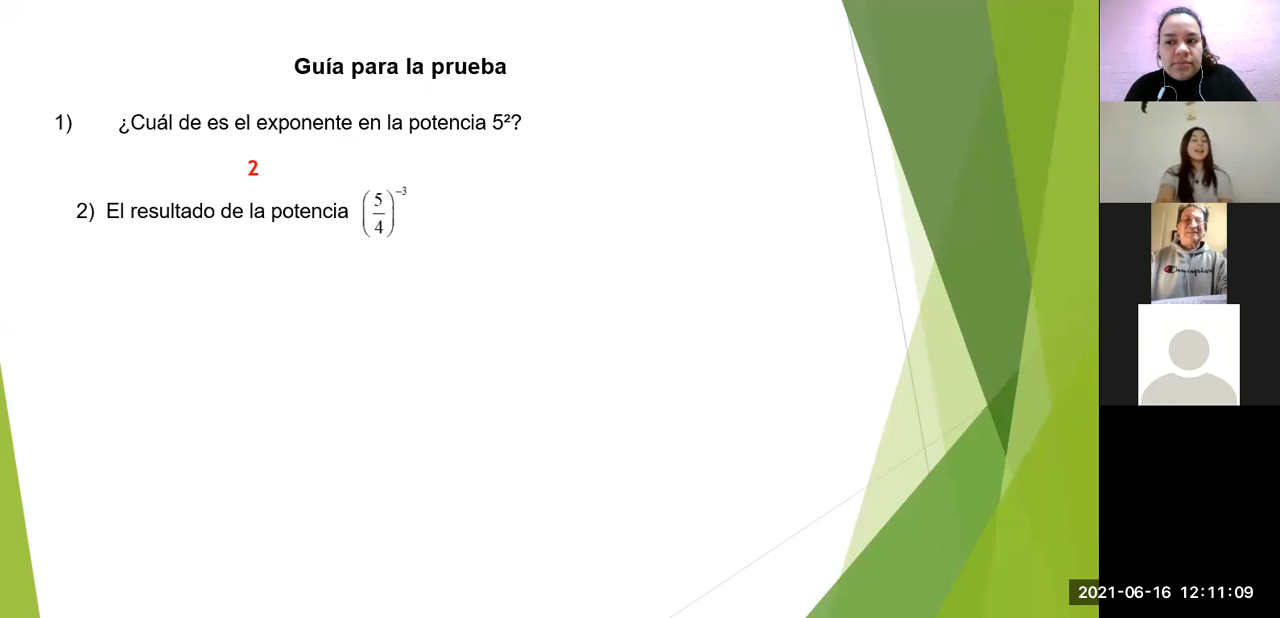 Guía para la prueba
1) ¿Cuál de es el exponente en la potencia 5²?
2
2) El resultado de la potencia (5/4)⁻³
Champion
2021-06-16 12:11:09